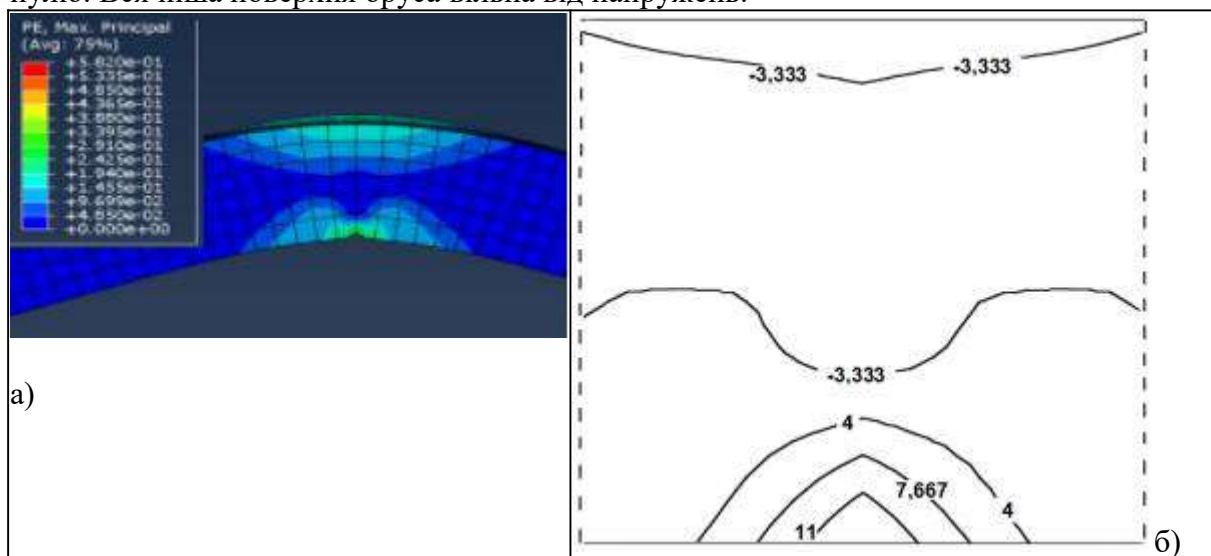 нулю. Вся інша поверхня бруса вільна від напружень.
PE, Max. Principal
(Avg: 75%)
+5.820e-01
+5.335e-01
+4.850e-01
+4.365e-01
+3.880e-01
+3.395e-01
+2.910e-01
+2.425e-01
+1.940e-01
+1.455e-01
+9.699e-02
+4.850e-02
+0.000e+00
а)
-3,333
-3,333
-3,333
4
7,667
4
11
б)